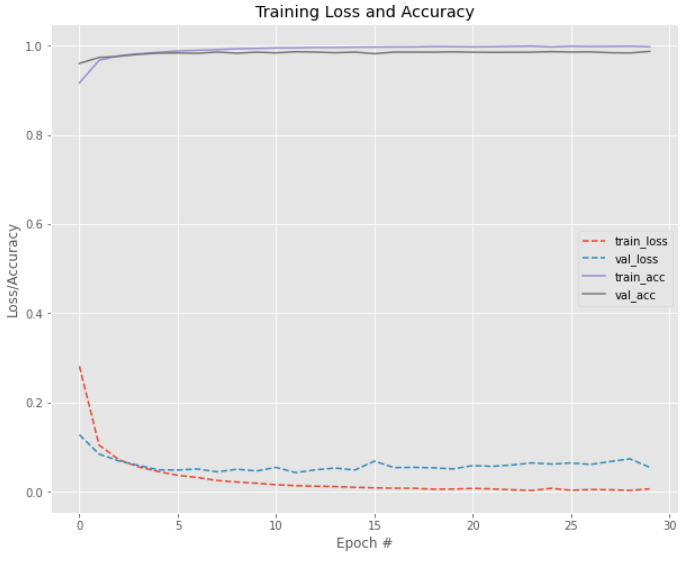 Training Loss and Accuracy
Loss/Accuracy
1.0
0.8
0.6
0.4
0.2
0.0
train_loss
val_loss
train_acc
val_acc
0 5 10 15 20 25 30
Epoch #